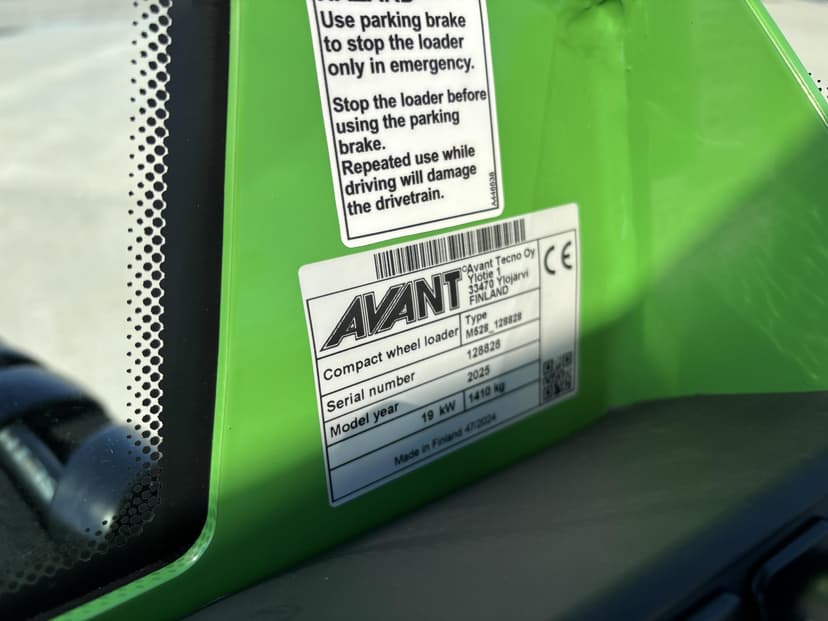 Use parking brake
to stop the loader
only in emergency.
Stop the loader before
using the parking
brake.
Repeated use while
driving will damage
the drivetrain.
A446638
AVANT
Avant Tecno Oy
Ylötie 1
33470 Ylöjärvi
FINLAND
CE
Compact wheel loader
Type
M528_128828
Serial number
128828
Model year
2025
19 kW
1410 kg
Made in Finland 47/2024